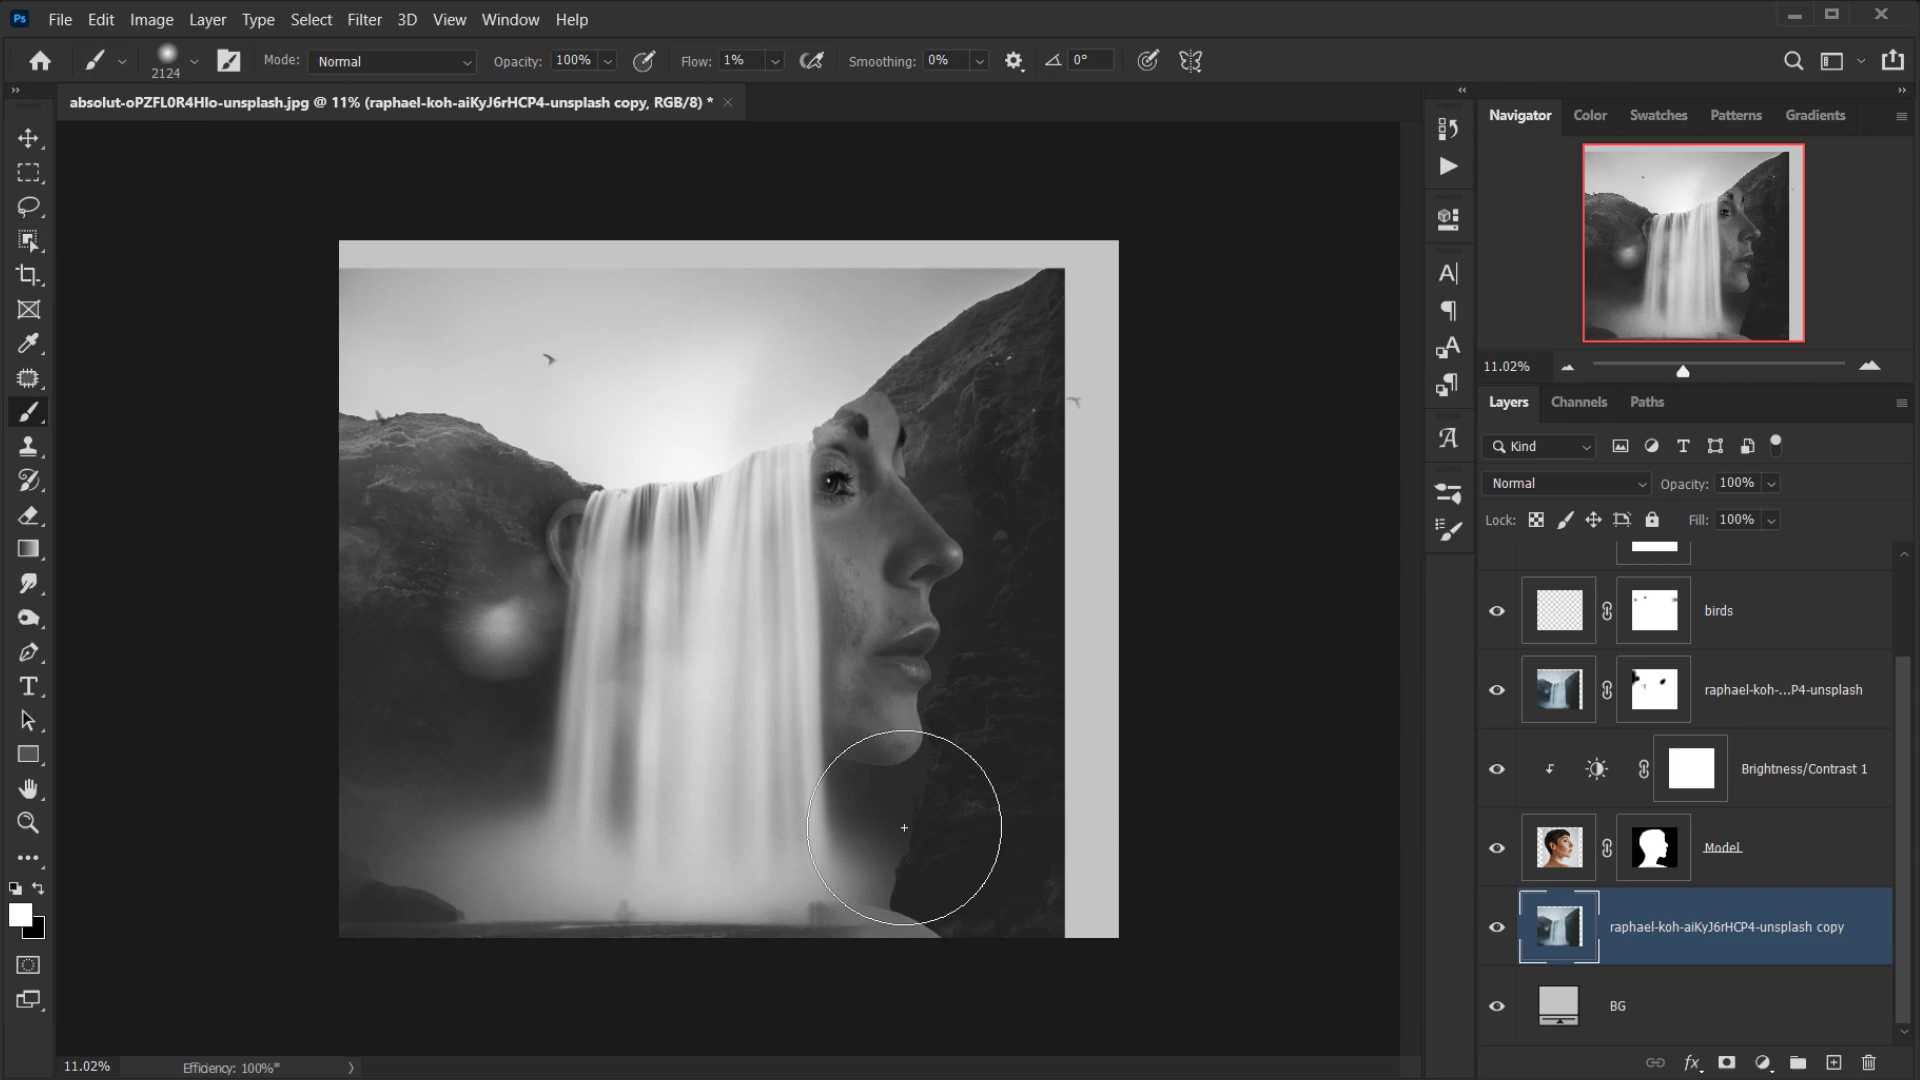 Ps File Edit Image Layer Type Select Filter 3D View Window Help
2124 Mode: Normal Opacity: 100% Flow: 1% Smoothing: 0% 0°
absolut-oPZFL0R4HIo-unsplash.jpg @ 11% (raphael-koh-aiKyJ6rHCP4-unsplash copy, RGB/8) *
Navigator Color Swatches Patterns Gradients
11.02%
Layers Channels Paths
Kind
Normal Opacity: 100%
Lock: Fill: 100%
birds
raphael-koh-...P4-unsplash
Brightness/Contrast 1
Model
raphael-koh-aiKyJ6rHCP4-unsplash copy
BG
11.02% Efficiency: 100%*
fx